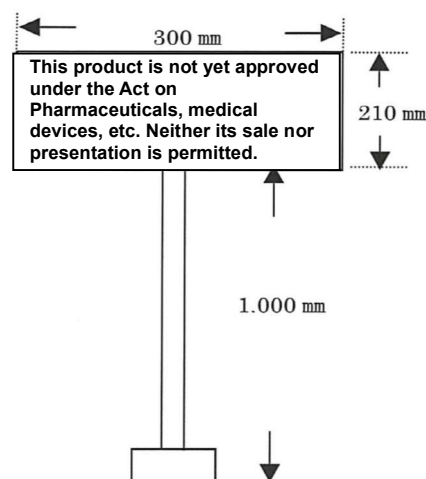 300 mm
This product is not yet approved
under the Act on
Pharmaceuticals, medical
devices, etc. Neither its sale nor
presentation is permitted.
210 mm
1.000 mm